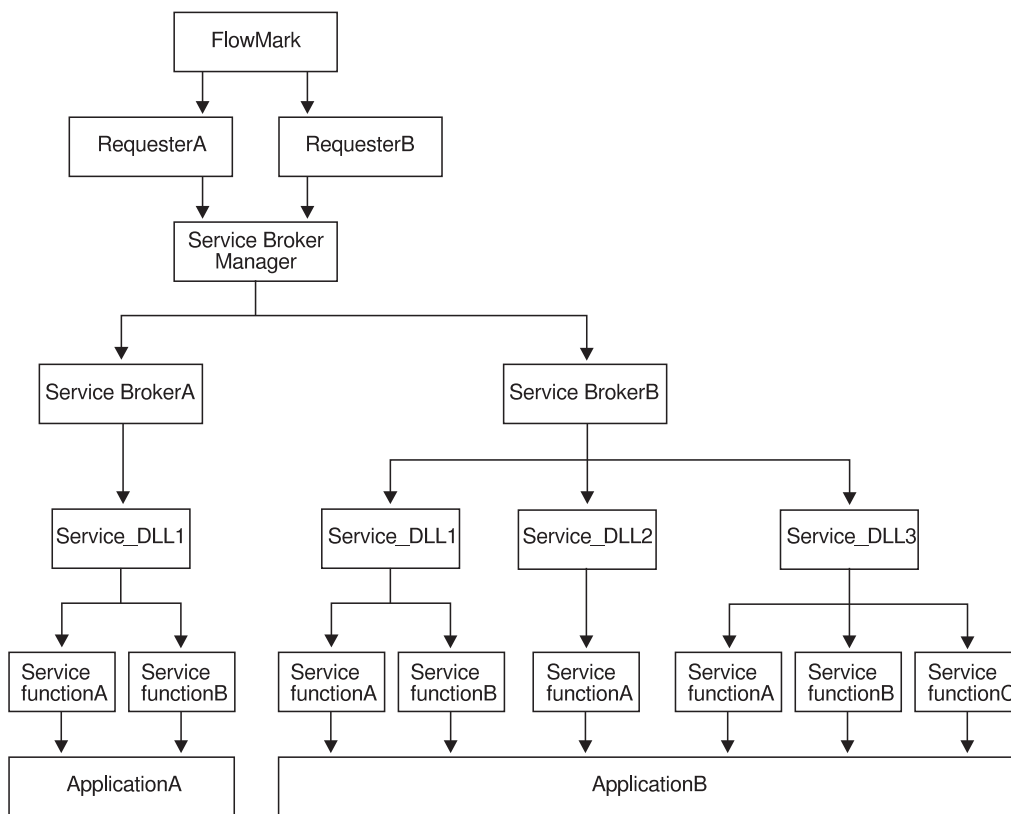 FlowMark
RequesterA
RequesterB
Service Broker
Manager
Service BrokerA
Service BrokerB
Service_DLL1
Service_DLL1
Service_DLL2
Service_DLL3
Service
functionA
Service
functionB
Service
functionA
Service
functionB
Service
functionA
Service
functionA
Service
functionB
Service
functionC
ApplicationA
ApplicationB